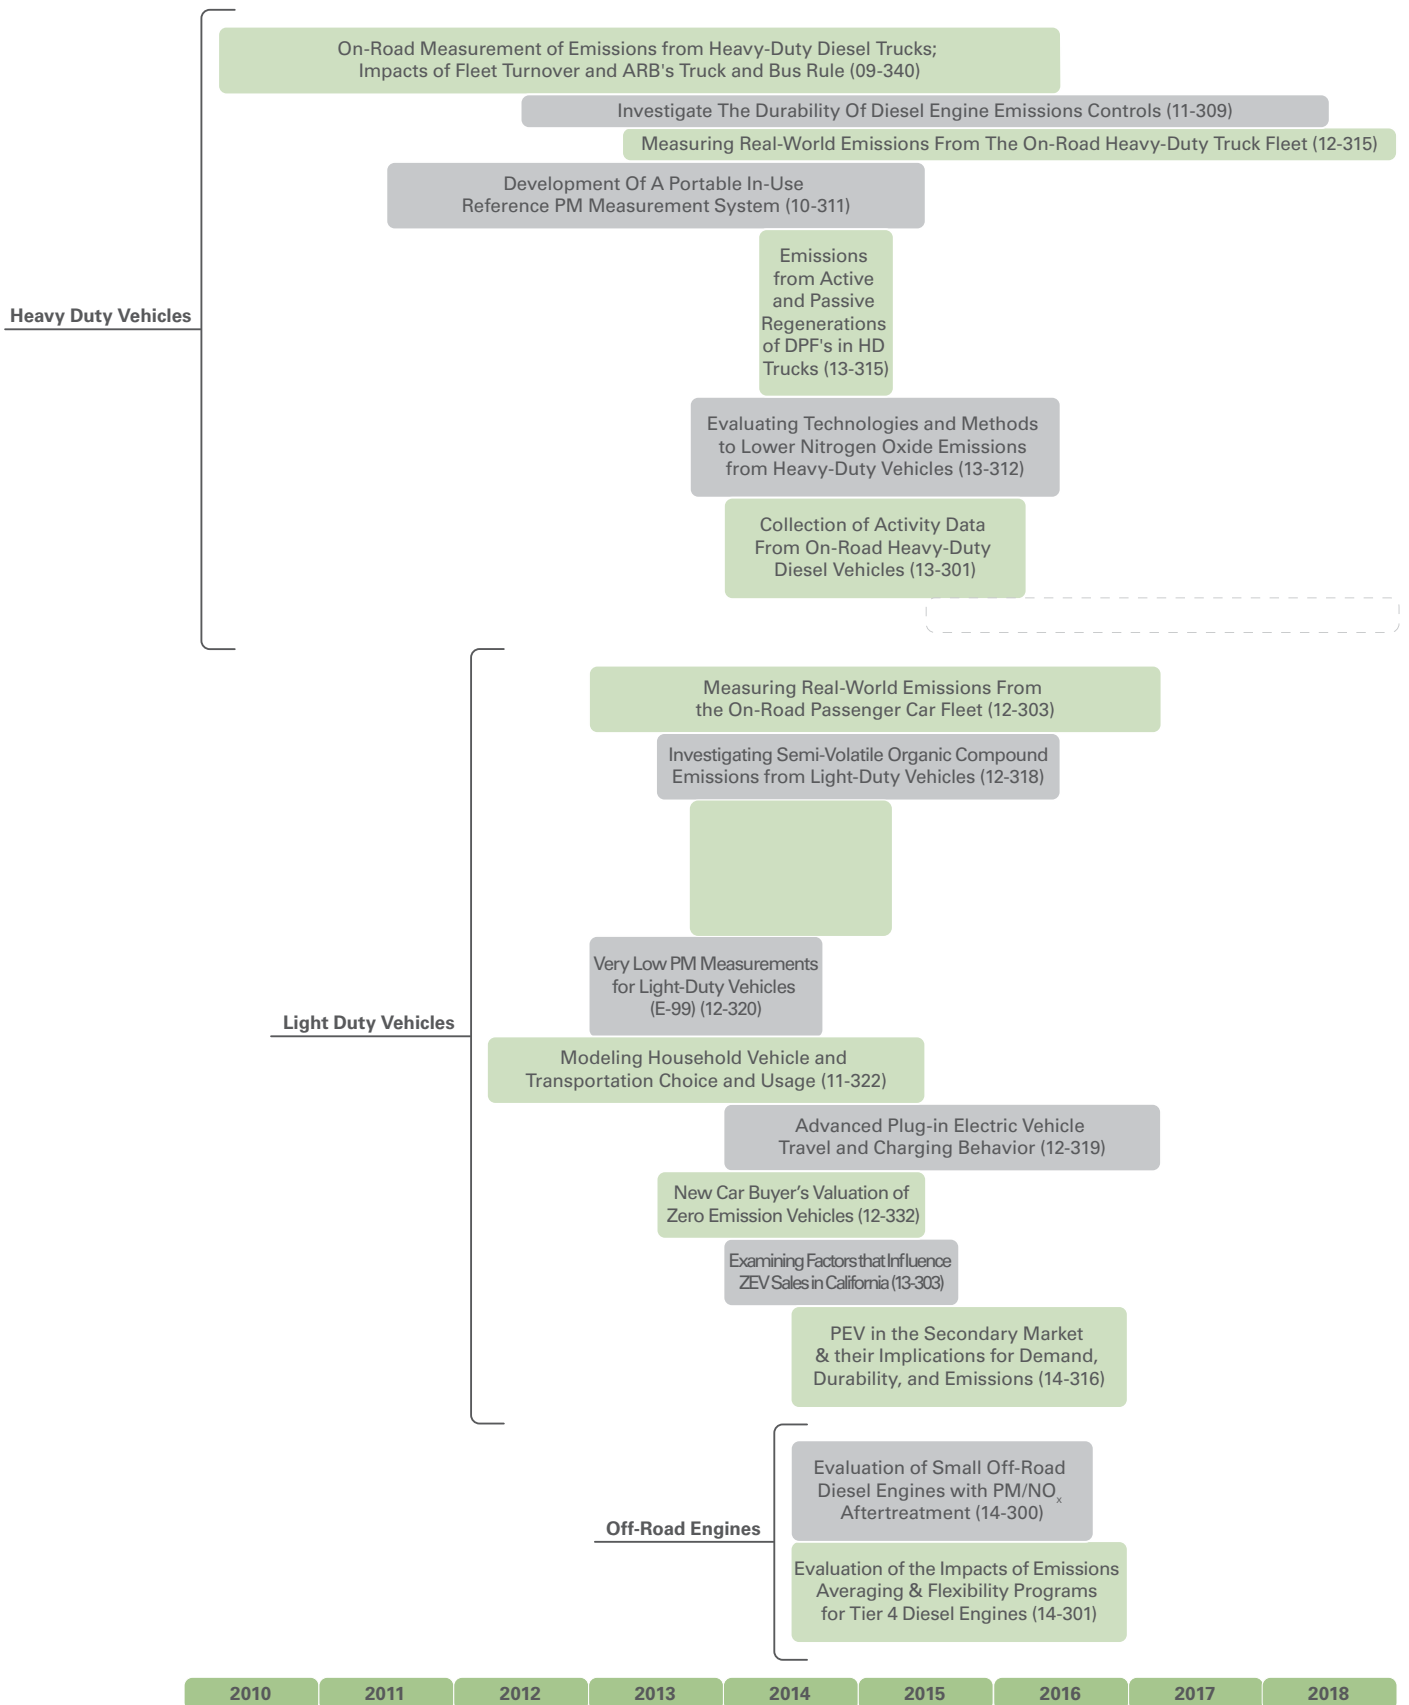 On-Road Measurement of Emissions from Heavy-Duty Diesel Trucks;
Impacts of Fleet Turnover and ARB's Truck and Bus Rule (09-340)
Investigate The Durability Of Diesel Engine Emissions Controls (11-309)
Measuring Real-World Emissions From The On-Road Heavy-Duty Truck Fleet (12-315)
Development Of A Portable In-Use
Reference PM Measurement System (10-311)
Emissions
from Active
and Passive
Regenerations
of DPF's in HD
Trucks (13-315)
Heavy Duty Vehicles
Evaluating Technologies and Methods
to Lower Nitrogen Oxide Emissions
from Heavy-Duty Vehicles (13-312)
Collection of Activity Data
From On-Road Heavy-Duty
Diesel Vehicles (13-301)
Measuring Real-World Emissions From
the On-Road Passenger Car Fleet (12-303)
Investigating Semi-Volatile Organic Compound
Emissions from Light-Duty Vehicles (12-318)
Very Low PM Measurements
for Light-Duty Vehicles
(E-99) (12-320)
Light Duty Vehicles
Modeling Household Vehicle and
Transportation Choice and Usage (11-322)
Advanced Plug-in Electric Vehicle
Travel and Charging Behavior (12-319)
New Car Buyer’s Valuation of
Zero Emission Vehicles (12-332)
Examining Factors that Influence
ZEV Sales in California (13-303)
PEV in the Secondary Market
& their Implications for Demand,
Durability, and Emissions (14-316)
Evaluation of Small Off-Road
Diesel Engines with PM/NOx
Aftertreatment (14-300)
Off-Road Engines
Evaluation of the Impacts of Emissions
Averaging & Flexibility Programs
for Tier 4 Diesel Engines (14-301)
2010 2011 2012 2013 2014 2015 2016 2017 2018